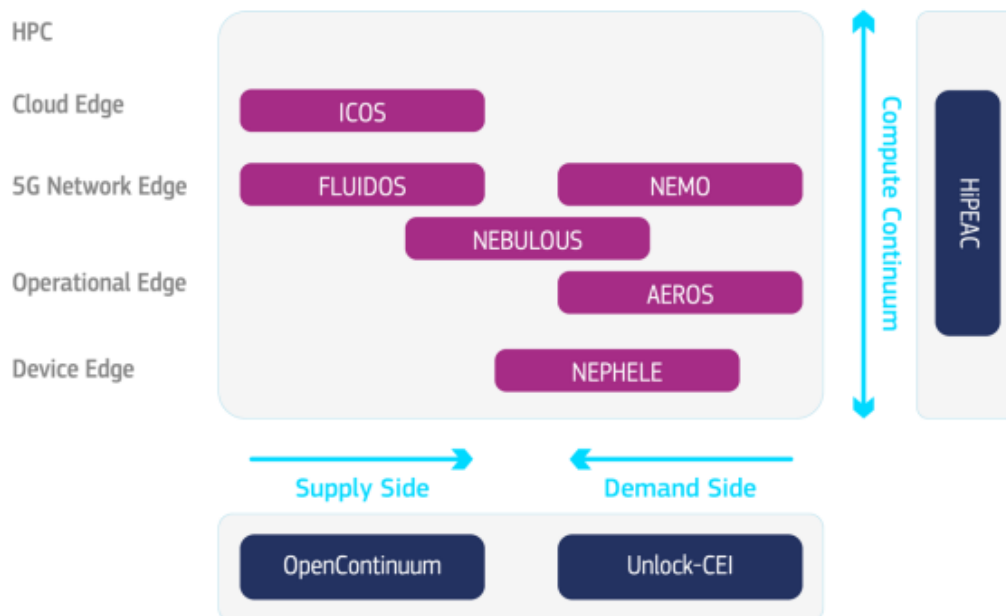 HPC
Cloud Edge
ICOS
5G Network Edge
FLUIDOS
NEMO
NEBULOUS
Operational Edge
AEROS
Device Edge
NEPHELE
Compute Continuum
HiPEAC
Supply Side
Demand Side
OpenContinuum
Unlock-CEI